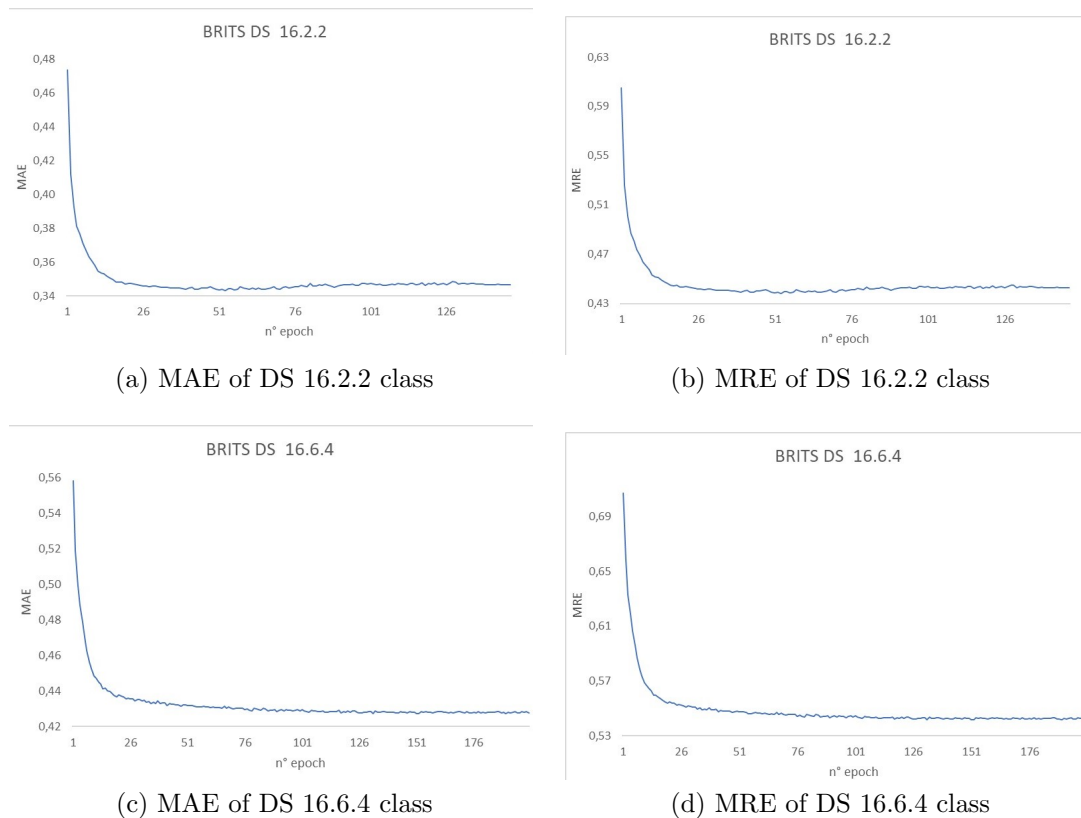 BRITS DS 16.2.2
0,48
0,46
0,44
0,42
0,40
0,38
0,36
0,34
MAE
1 26 51 76 101 126
n° epoch
(a) MAE of DS 16.2.2 class
BRITS DS 16.2.2
0,63
0,59
0,55
0,51
0,47
0,43
MRE
1 26 51 76 101 126
n° epoch
(b) MRE of DS 16.2.2 class
BRITS DS 16.6.4
0,56
0,54
0,52
0,50
0,48
0,46
0,44
0,42
MAE
1 26 51 76 101 126 151 176
n° epoch
(c) MAE of DS 16.6.4 class
BRITS DS 16.6.4
0,69
0,65
0,61
0,57
0,53
MRE
1 26 51 76 101 126 151 176
n° epoch
(d) MRE of DS 16.6.4 class